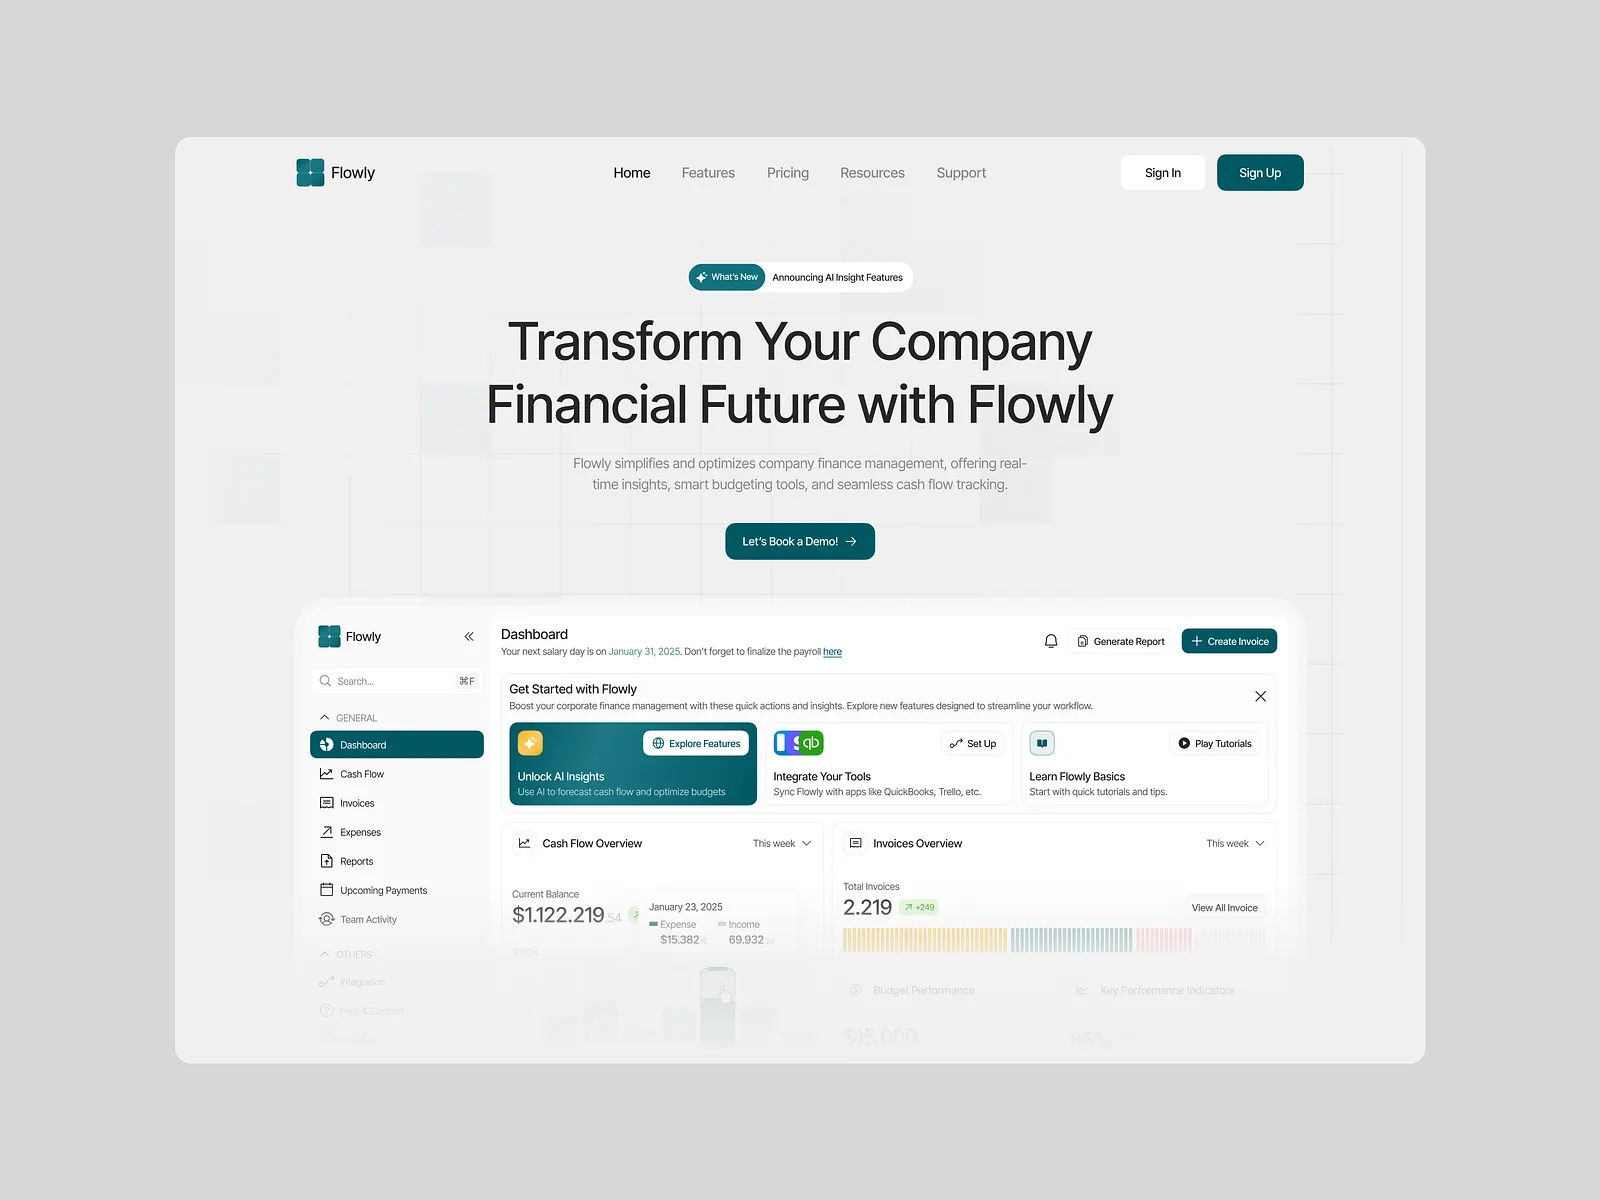 Flowly
Home
Features
Pricing
Resources
Support
Sign In
Sign Up
What's New
Announcing AI Insight Features
Transform Your Company
Financial Future with Flowly
Flowly simplifies and optimizes company finance management, offering real-
time insights, smart budgeting tools, and seamless cash flow tracking.
Let's Book a Demo!
Flowly
Search...
⌘F
GENERAL
Dashboard
Cash Flow
Invoices
Expenses
Reports
Upcoming Payments
Team Activity
OTHERS
Integration
Help & Support
Dashboard
Your next salary day is on January 31, 2025. Don't forget to finalize the payroll here
Generate Report
Create Invoice
Get Started with Flowly
Boost your corporate finance management with these quick actions and insights. Explore new features designed to streamline your workflow.
Explore Features
Unlock AI Insights
Use AI to forecast cash flow and optimize budgets
S
qb
Set Up
Integrate Your Tools
Sync Flowly with apps like QuickBooks, Trello, etc.
Play Tutorials
Learn Flowly Basics
Start with quick tutorials and tips.
Cash Flow Overview
This week
Current Balance
$1.122.219.54
$100K
January 23, 2025
Expense
Income
$15.382
69.932
Invoices Overview
This week
Total Invoices
2.219
+249
View All Invoice
Budget Performance
$15,000
Key Performance Indicators